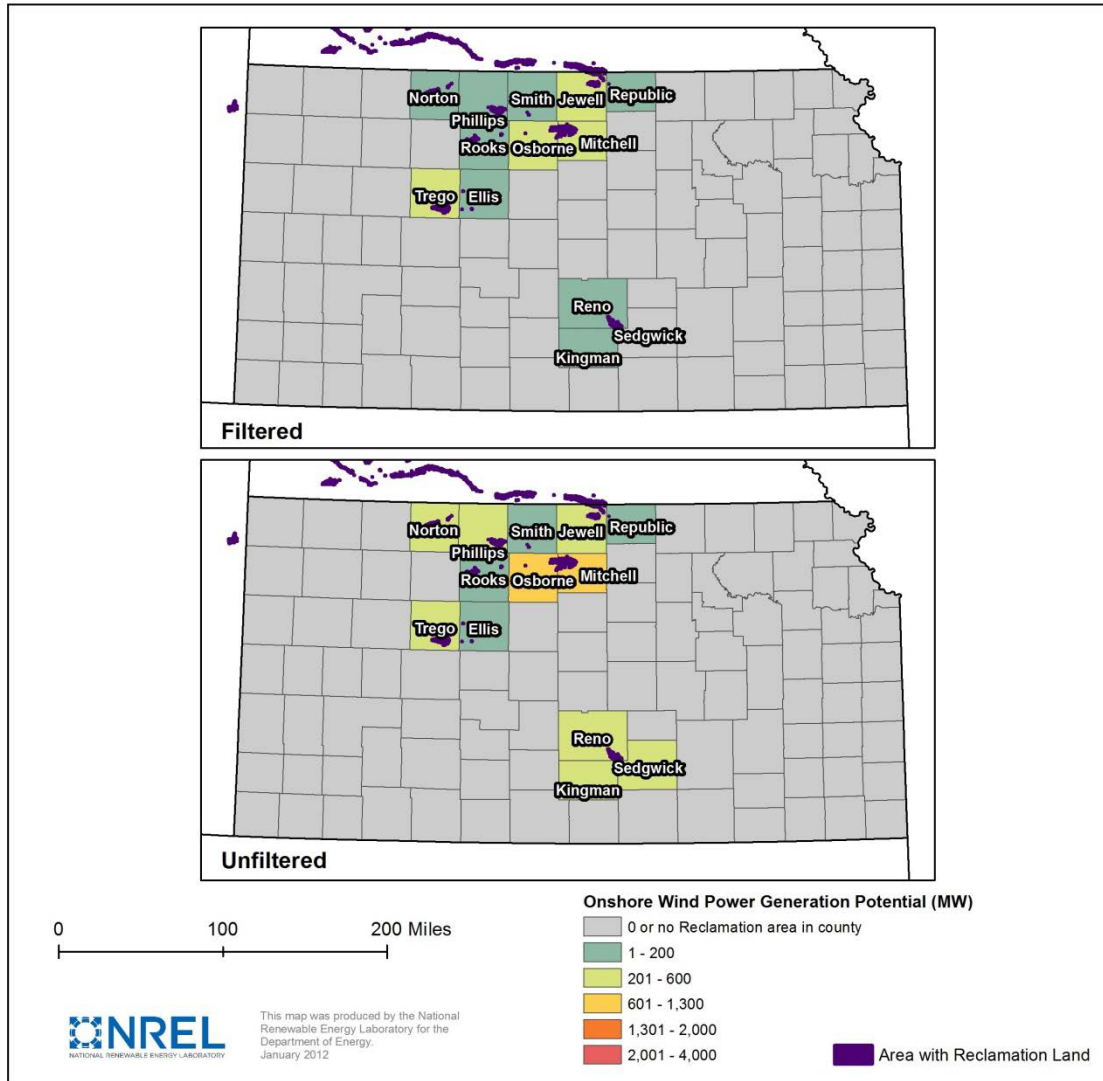 Norton
Smith
Jewell
Republic
Phillips
Rooks
Osborne
Mitchell
Trego
Ellis
Reno
Sedgwick
Kingman
Filtered
Norton
Smith
Jewell
Republic
Phillips
Rooks
Osborne
Mitchell
Trego
Ellis
Reno
Sedgwick
Kingman
Unfiltered
0 100 200 Miles
Onshore Wind Power Generation Potential (MW)
0 or no Reclamation area in county
1 - 200
201 - 600
601 - 1,300
1,301 - 2,000
2,001 - 4,000
Area with Reclamation Land
NREL
NATIONAL RENEWABLE ENERGY LABORATORY
This map was produced by the National
Renewable Energy Laboratory for the
Department of Energy.
January 2012